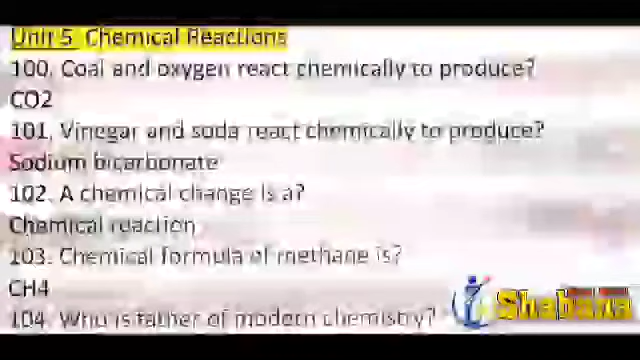 Unit 5 Chemical Reactions
100. Coal and oxygen react chemically to produce?
CO2
101. Vinegar and soda react chemically to produce?
Sodium bicarbonate
102. A chemical change is a?
Chemical reaction
103. Chemical formula of methane is?
CH4
104. Who is father of modern chemistry?
Shabana